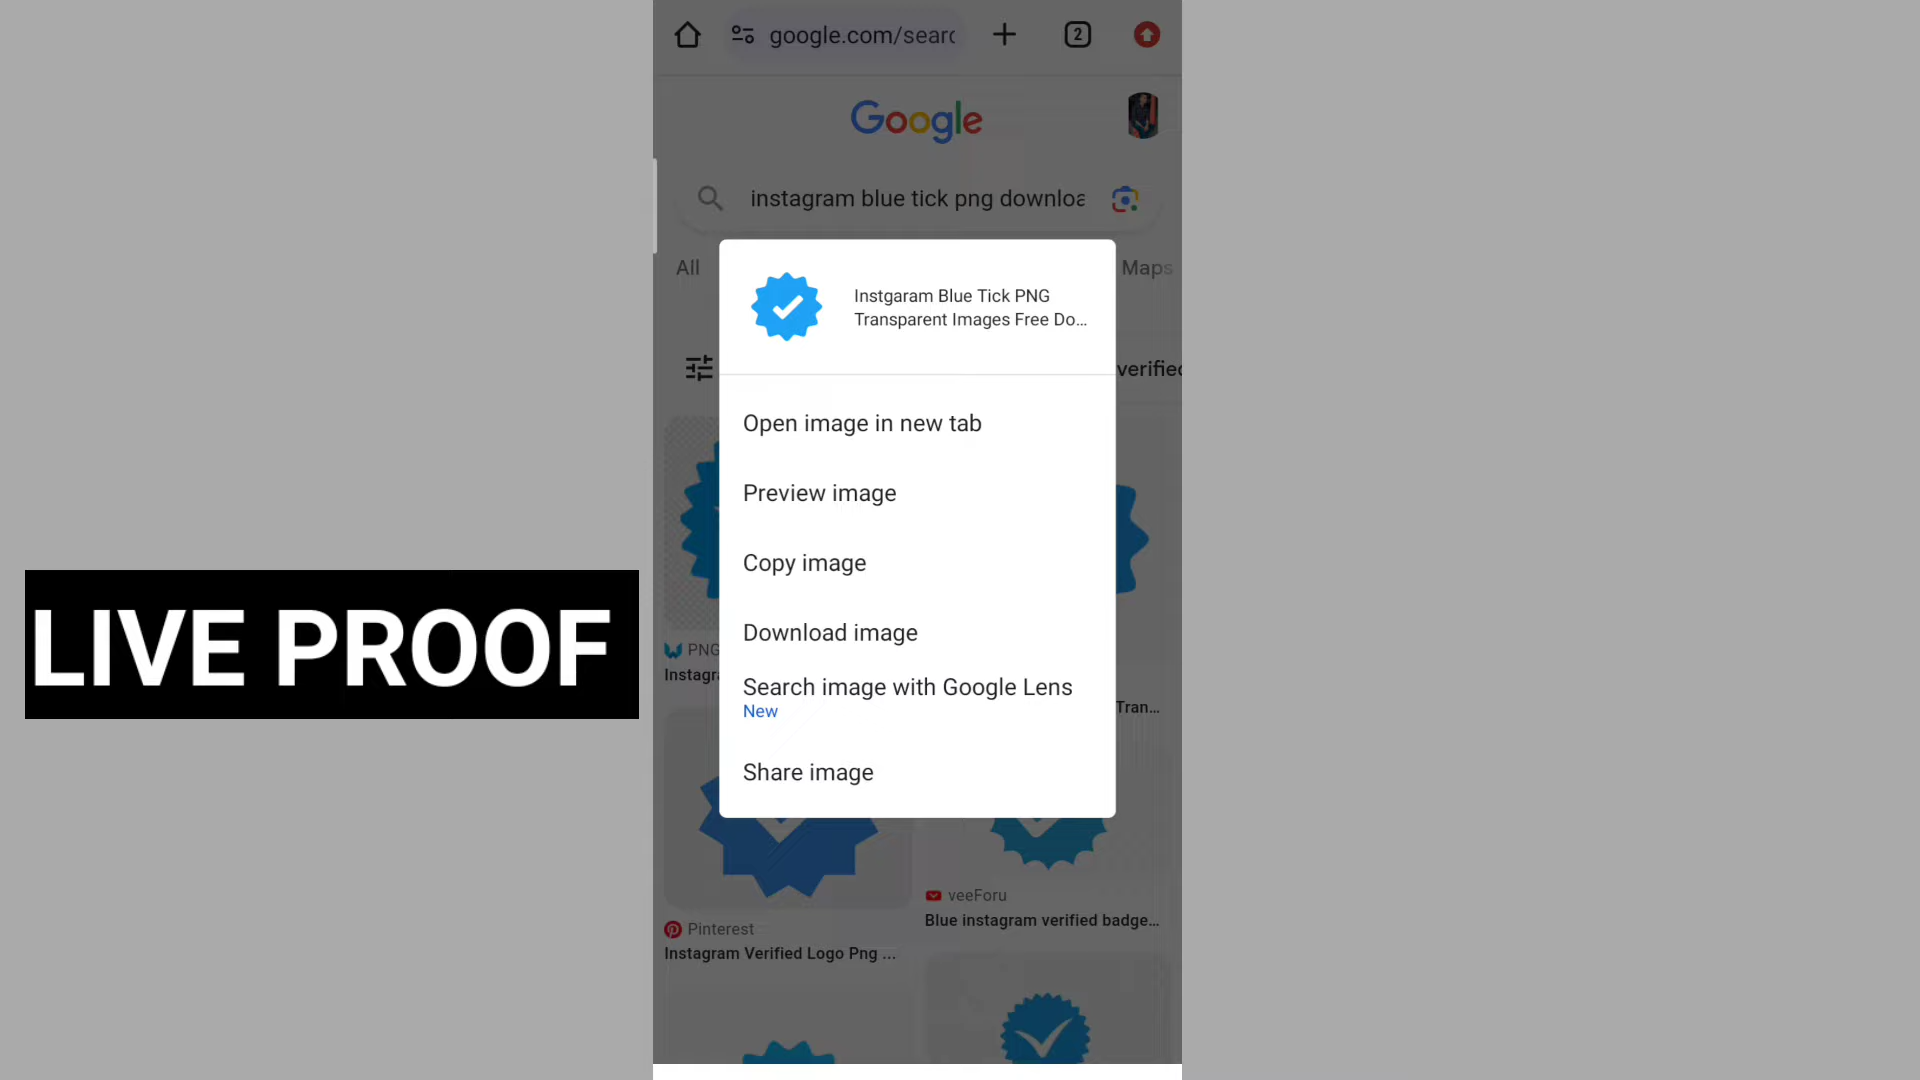 google.com/searc
2
Google
instagram blue tick png downloa
All
Maps
Instgaram Blue Tick PNG
Transparent Images Free Do...
verified
Open image in new tab
Preview image
Copy image
Download image
Search image with Google Lens
New
Share image
LIVE PROOF
PNG
Instagra
Tran...
Pinterest
Instagram Verified Logo Png ...
veeForu
Blue instagram verified badge...